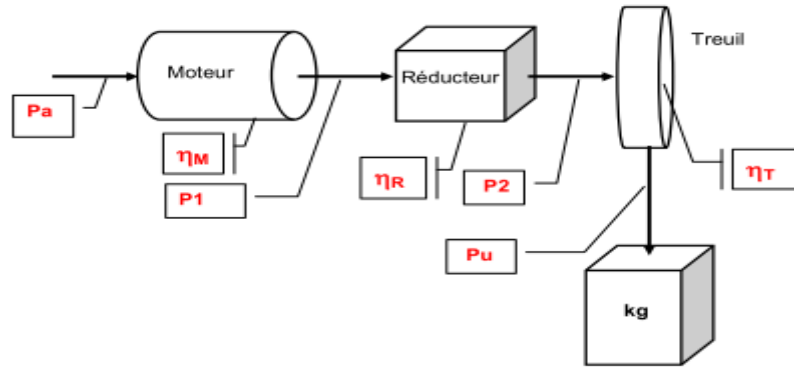 Moteur
Réducteur
Treuil
Pa
ηM
P1
ηR
P2
ηT
Pu
kg